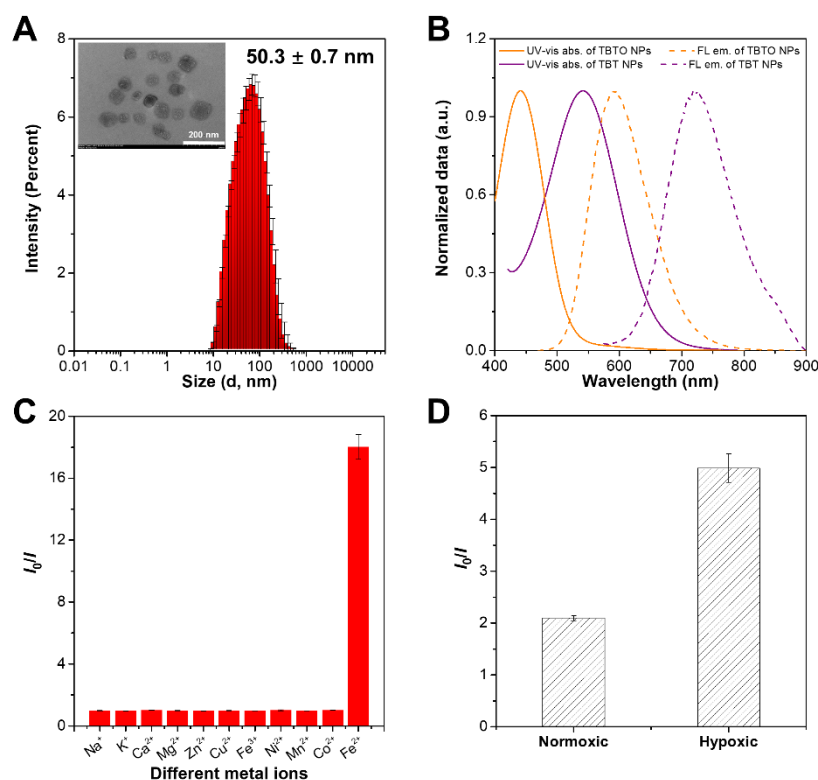 A
50.3 ± 0.7 nm
200 nm
Intensity (Percent)
8
6
4
2
0
0.01 0.1 1 10 100 1000 10000
Size (d, nm)
B
UV-vis abs. of TBTO NPs FL em. of TBTO NPs
UV-vis abs. of TBT NPs FL em. of TBT NPs
Normalized data (a.u.)
1.2
0.9
0.6
0.3
0.0
400 500 600 700 800 900
Wavelength (nm)
C
I₀/I
20
16
12
8
4
0
Na⁺ K⁺ Ca²⁺ Mg²⁺ Zn²⁺ Cu²⁺ Fe³⁺ Ni²⁺ Mn²⁺ Co²⁺ Fe²⁺
Different metal ions
D
I₀/I
6
5
4
3
2
1
0
Normoxic Hypoxic